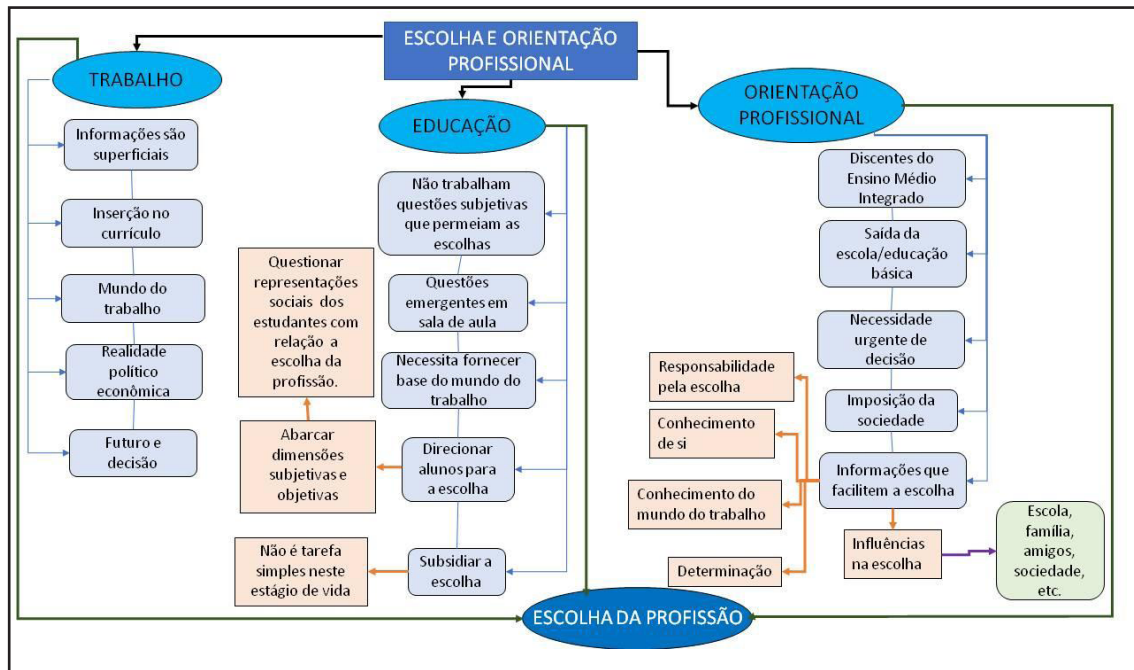 ESCOLHA E ORIENTAÇÃO
PROFISSIONAL
TRABALHO
Informações são
superficiais
Inserção no
currículo
Mundo do
trabalho
Realidade
político
econômica
Futuro e
decisão
EDUCAÇÃO
Não trabalham
questões subjetivas
que permeiam as
escolhas
Questões
emergentes em
sala de aula
Necessita fornecer
base do mundo do
trabalho
Direcionar
alunos para
a escolha
Subsidiar a
escolha
Questionar
representações
sociais dos
estudantes com
relação a
escolha da
profissão.
Abarcar
dimensões
subjetivas e
objetivas
Não é tarefa
simples neste
estágio de vida
ORIENTAÇÃO
PROFISSIONAL
Discentes do
Ensino Médio
Integrado
Saída da
escola/educação
básica
Necessidade
urgente de
decisão
Imposição da
sociedade
Informações que
facilitem a escolha
Responsabilidade
pela escolha
Conhecimento
de si
Conhecimento do
mundo do trabalho
Determinação
Influências
na escolha
Escola,
família,
amigos,
sociedade,
etc.
ESCOLHA DA PROFISSÃO